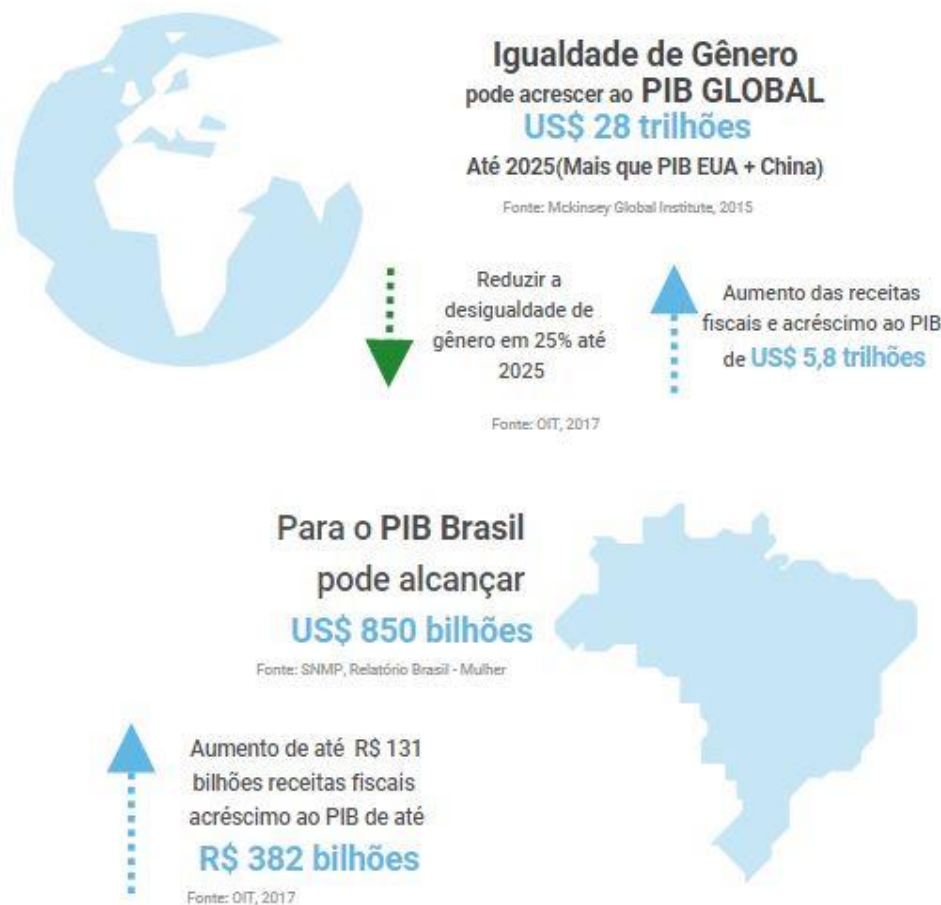 Igualdade de Gênero
pode acrescer ao PIB GLOBAL
US$ 28 trilhões
Até 2025(Mais que PIB EUA + China)
Fonte: Mckinsey Global Institute, 2015
Reduzir a
desigualdade de
gênero em 25% até
2025
Fonte: OIT, 2017
Aumento das receitas
fiscais e acréscimo ao PIB
de US$ 5,8 trilhões
Para o PIB Brasil
pode alcançar
US$ 850 bilhões
Fonte: SNMP, Relatório Brasil - Mulher
Aumento de até R$ 131
bilhões receitas fiscais
acréscimo ao PIB de até
R$ 382 bilhões
Fonte: OIT, 2017